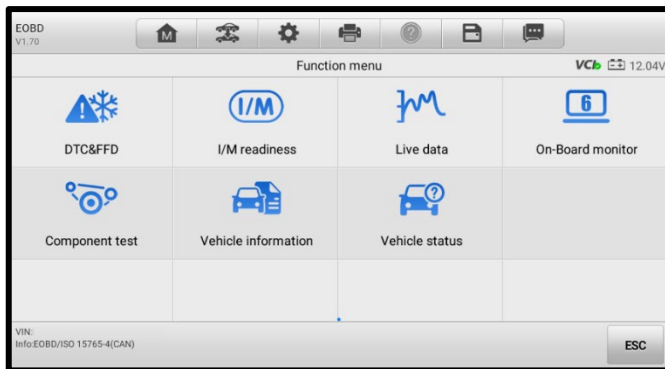 EOBD
V1.70
M
Function menu
VCI 12.04V
DTC&FFD
I/M
I/M readiness
Live data
6
On-Board monitor
Component test
Vehicle information
Vehicle status
VIN:
Info:EOBD/ISO 15765-4(CAN)
ESC